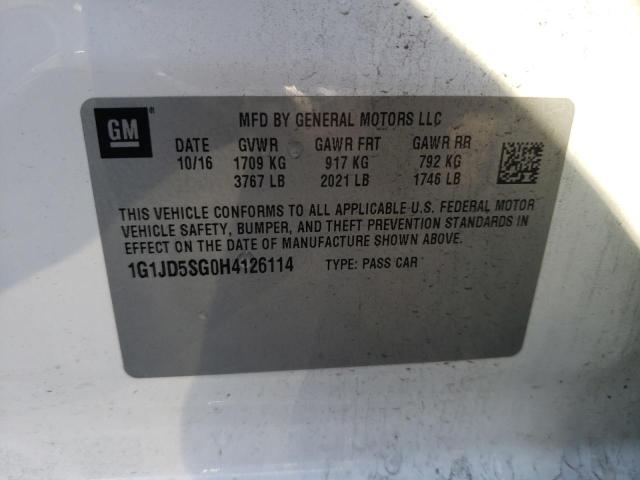 GM ®
MFD BY GENERAL MOTORS LLC
DATE GVWR GAWR FRT GAWR RR
10/16 1709 KG 917 KG 792 KG
3767 LB 2021 LB 1746 LB
THIS VEHICLE CONFORMS TO ALL APPLICABLE U.S. FEDERAL MOTOR
VEHICLE SAFETY, BUMPER, AND THEFT PREVENTION STANDARDS IN
EFFECT ON THE DATE OF MANUFACTURE SHOWN ABOVE.
1G1JD5SG0H4126114 TYPE: PASS CAR